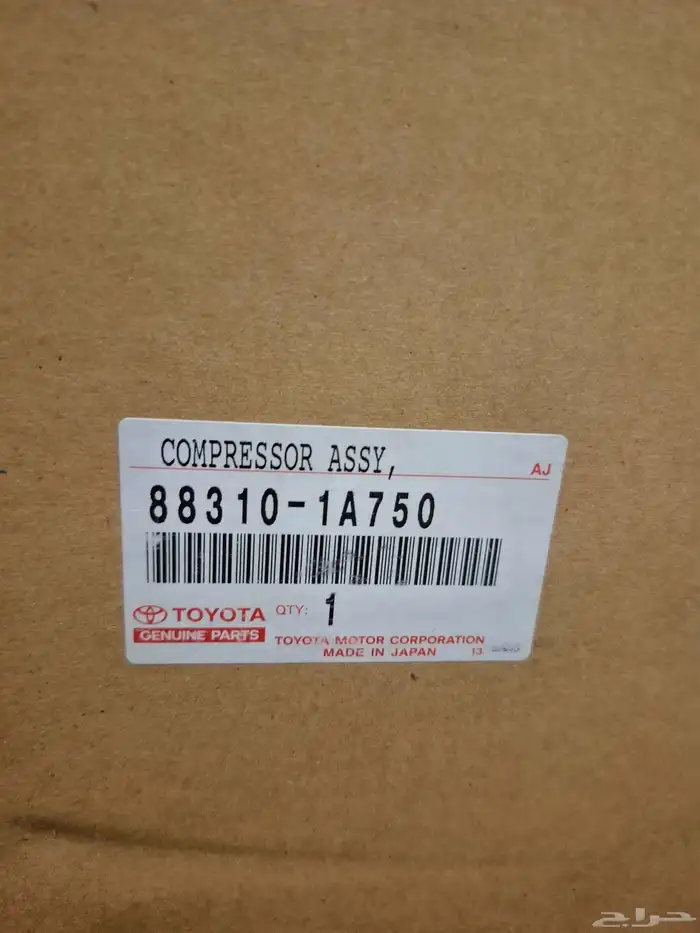 COMPRESSOR ASSY,
AJ
88310-1A750
TOYOTA QTY: 1
GENUINE PARTS
TOYOTA MOTOR CORPORATION
MADE IN JAPAN 13
حراج